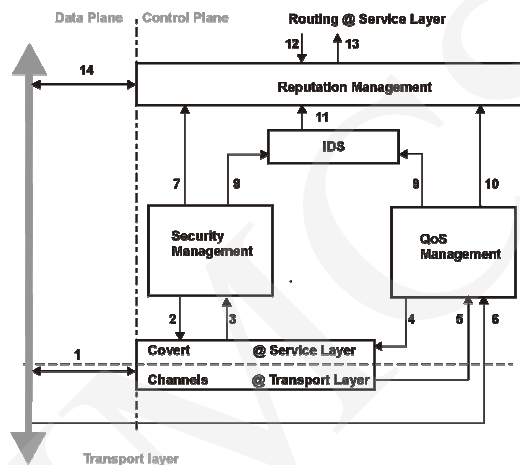 Data Plane
Control Plane
Routing @ Service Layer
12
13
14
Reputation Management
11
IDS
7
9
9
10
Security
Management
QoS
Management
2
3
4
5
6
1
Covert @ Service Layer
Channels @ Transport Layer
Transport layer